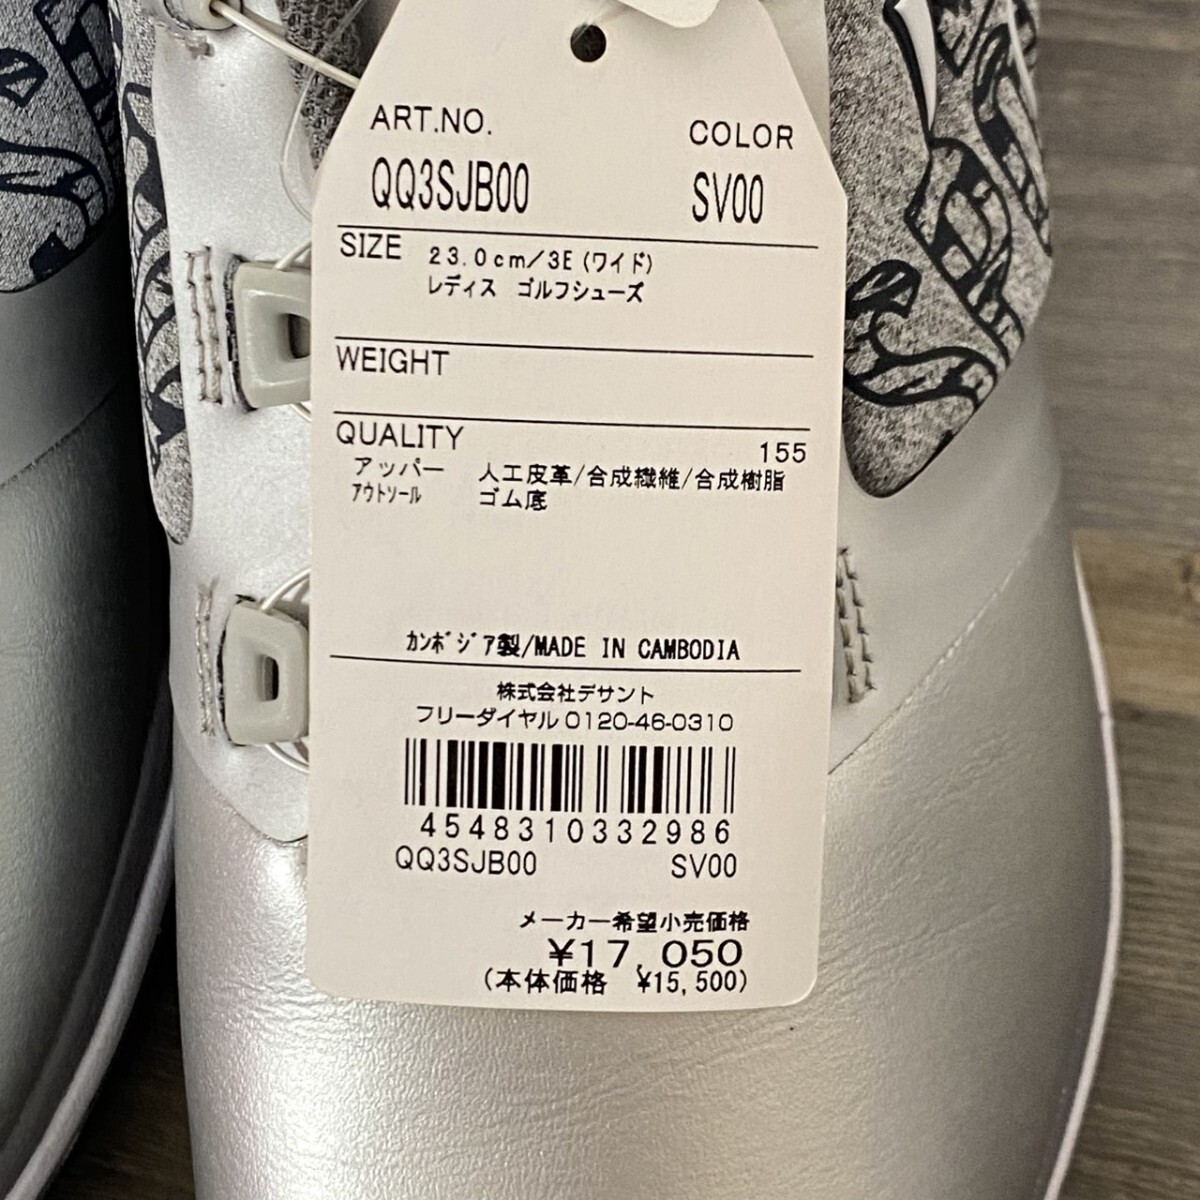 ART.NO. COLOR
QQ3SJB00 SV00
SIZE 23.0cm/3E(ワイド)
レディス ゴルフシューズ
WEIGHT
QUALITY 155
アッパー 人工皮革/合成繊維/合成樹脂
アウトソール ゴム底
カンボジア製/MADE IN CAMBODIA
株式会社デサント
フリーダイヤル 0120-46-0310
4548310332986
QQ3SJB00 SV00
メーカー希望小売価格
¥17,050
(本体価格 ¥15,500)